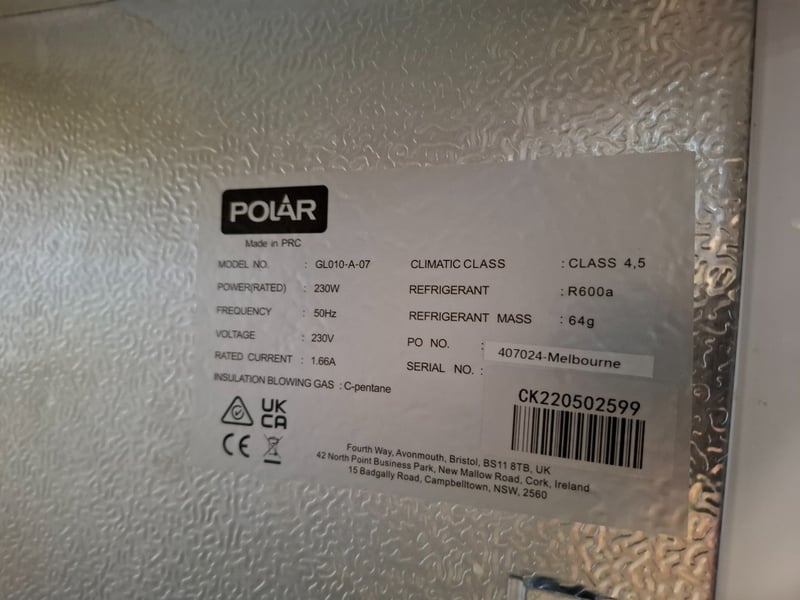 POLAR
Made in PRC
MODEL NO. : GL010-A-07
POWER(RATED) : 230W
FREQUENCY : 50Hz
VOLTAGE : 230V
RATED CURRENT : 1.66A
INSULATION BLOWING GAS : C-pentane
CLIMATIC CLASS : CLASS 4,5
REFRIGERANT : R600a
REFRIGERANT MASS : 64g
PO NO. : 407024-Melbourne
SERIAL NO. :
CK220502599
UK
CA
CE
Fourth Way, Avonmouth, Bristol, BS11 8TB, UK
42 North Point Business Park, New Mallow Road, Cork, Ireland
15 Badgally Road, Campbelltown, NSW, 2560